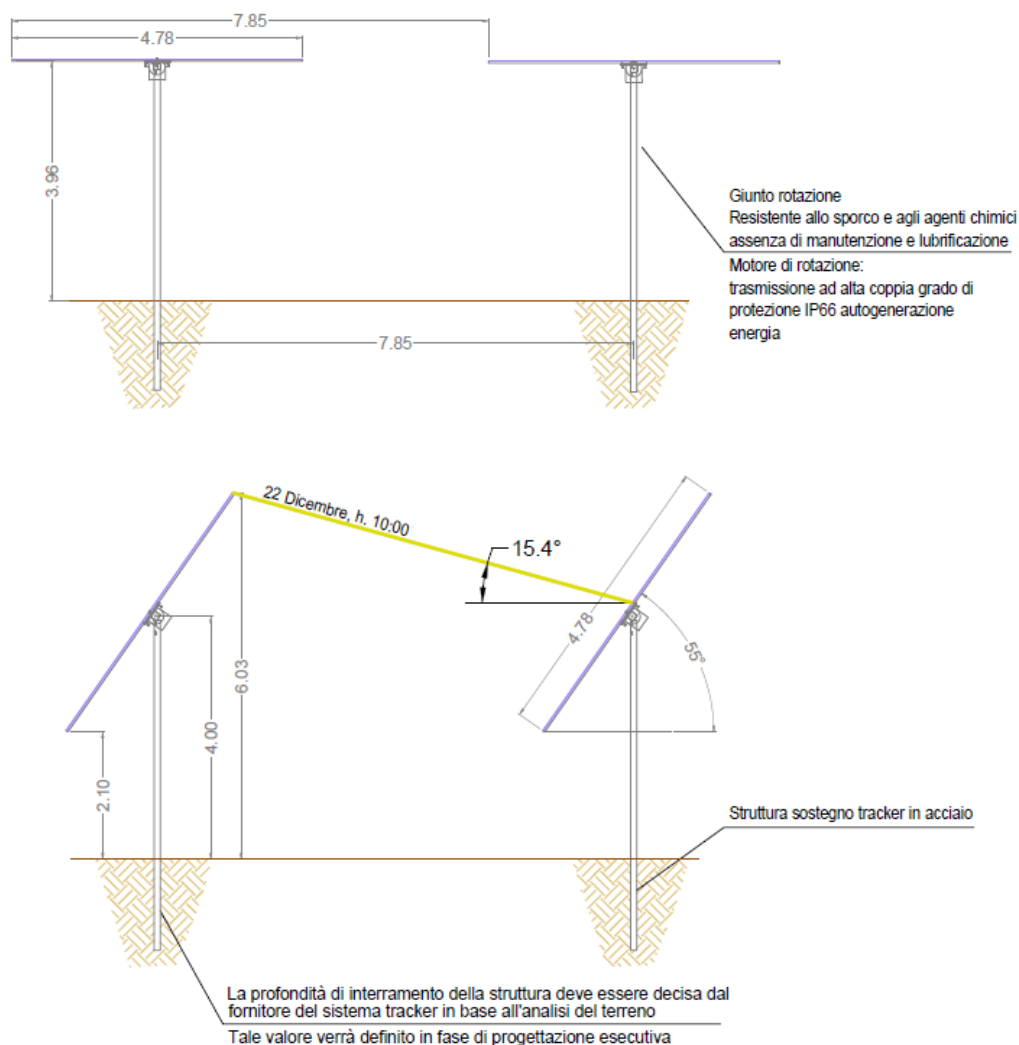 7.85
4.78
3.96
Giunto rotazione
Resistente allo sporco e agli agenti chimici
assenza di manutenzione e lubrificazione
Motore di rotazione:
trasmissione ad alta coppia grado di
protezione IP66 autogenerazione
energia
7.85
22 Dicembre, h. 10:00
15.4°
4.78
55°
6.03
4.00
2.10
Struttura sostegno tracker in acciaio
La profondità di interramento della struttura deve essere decisa dal
fornitore del sistema tracker in base all'analisi del terreno
Tale valore verrà definito in fase di progettazione esecutiva